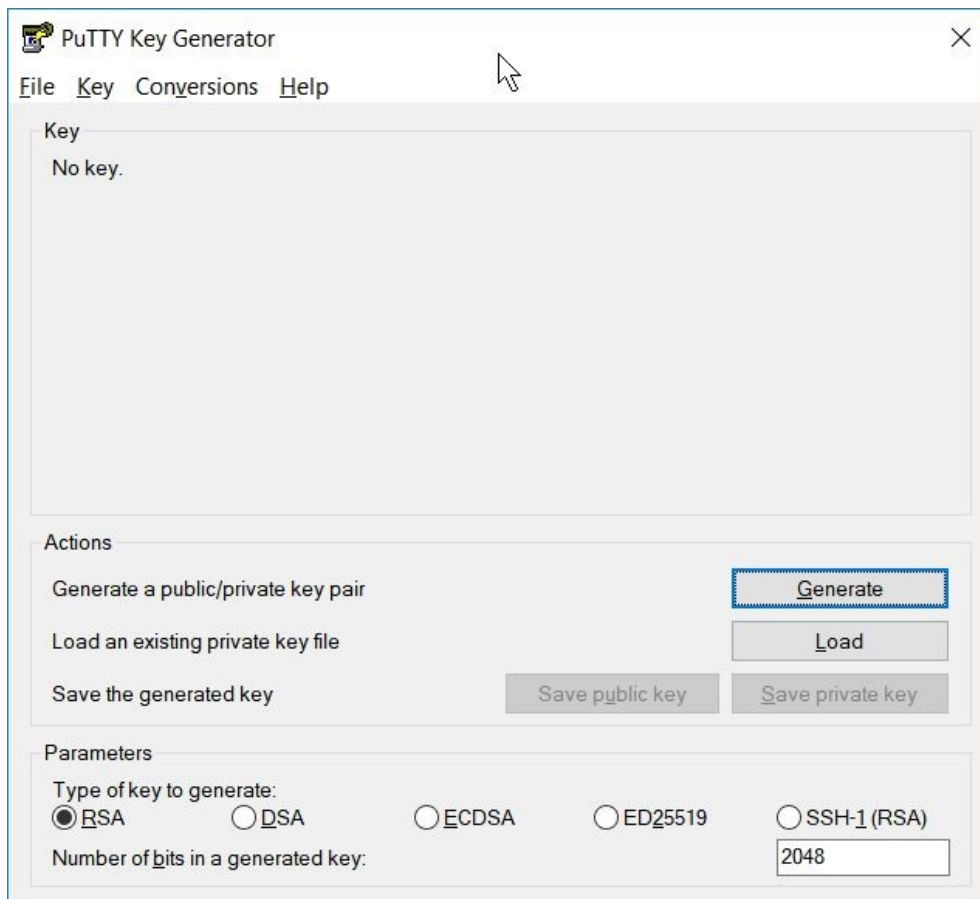 PuTTY Key Generator
File Key Conversions Help
Key
No key.
Actions
Generate a public/private key pair Generate
Load an existing private key file Load
Save the generated key Save public key Save private key
Parameters
Type of key to generate:
RSA DSA ECDSA ED25519 SSH-1 (RSA)
Number of bits in a generated key: 2048